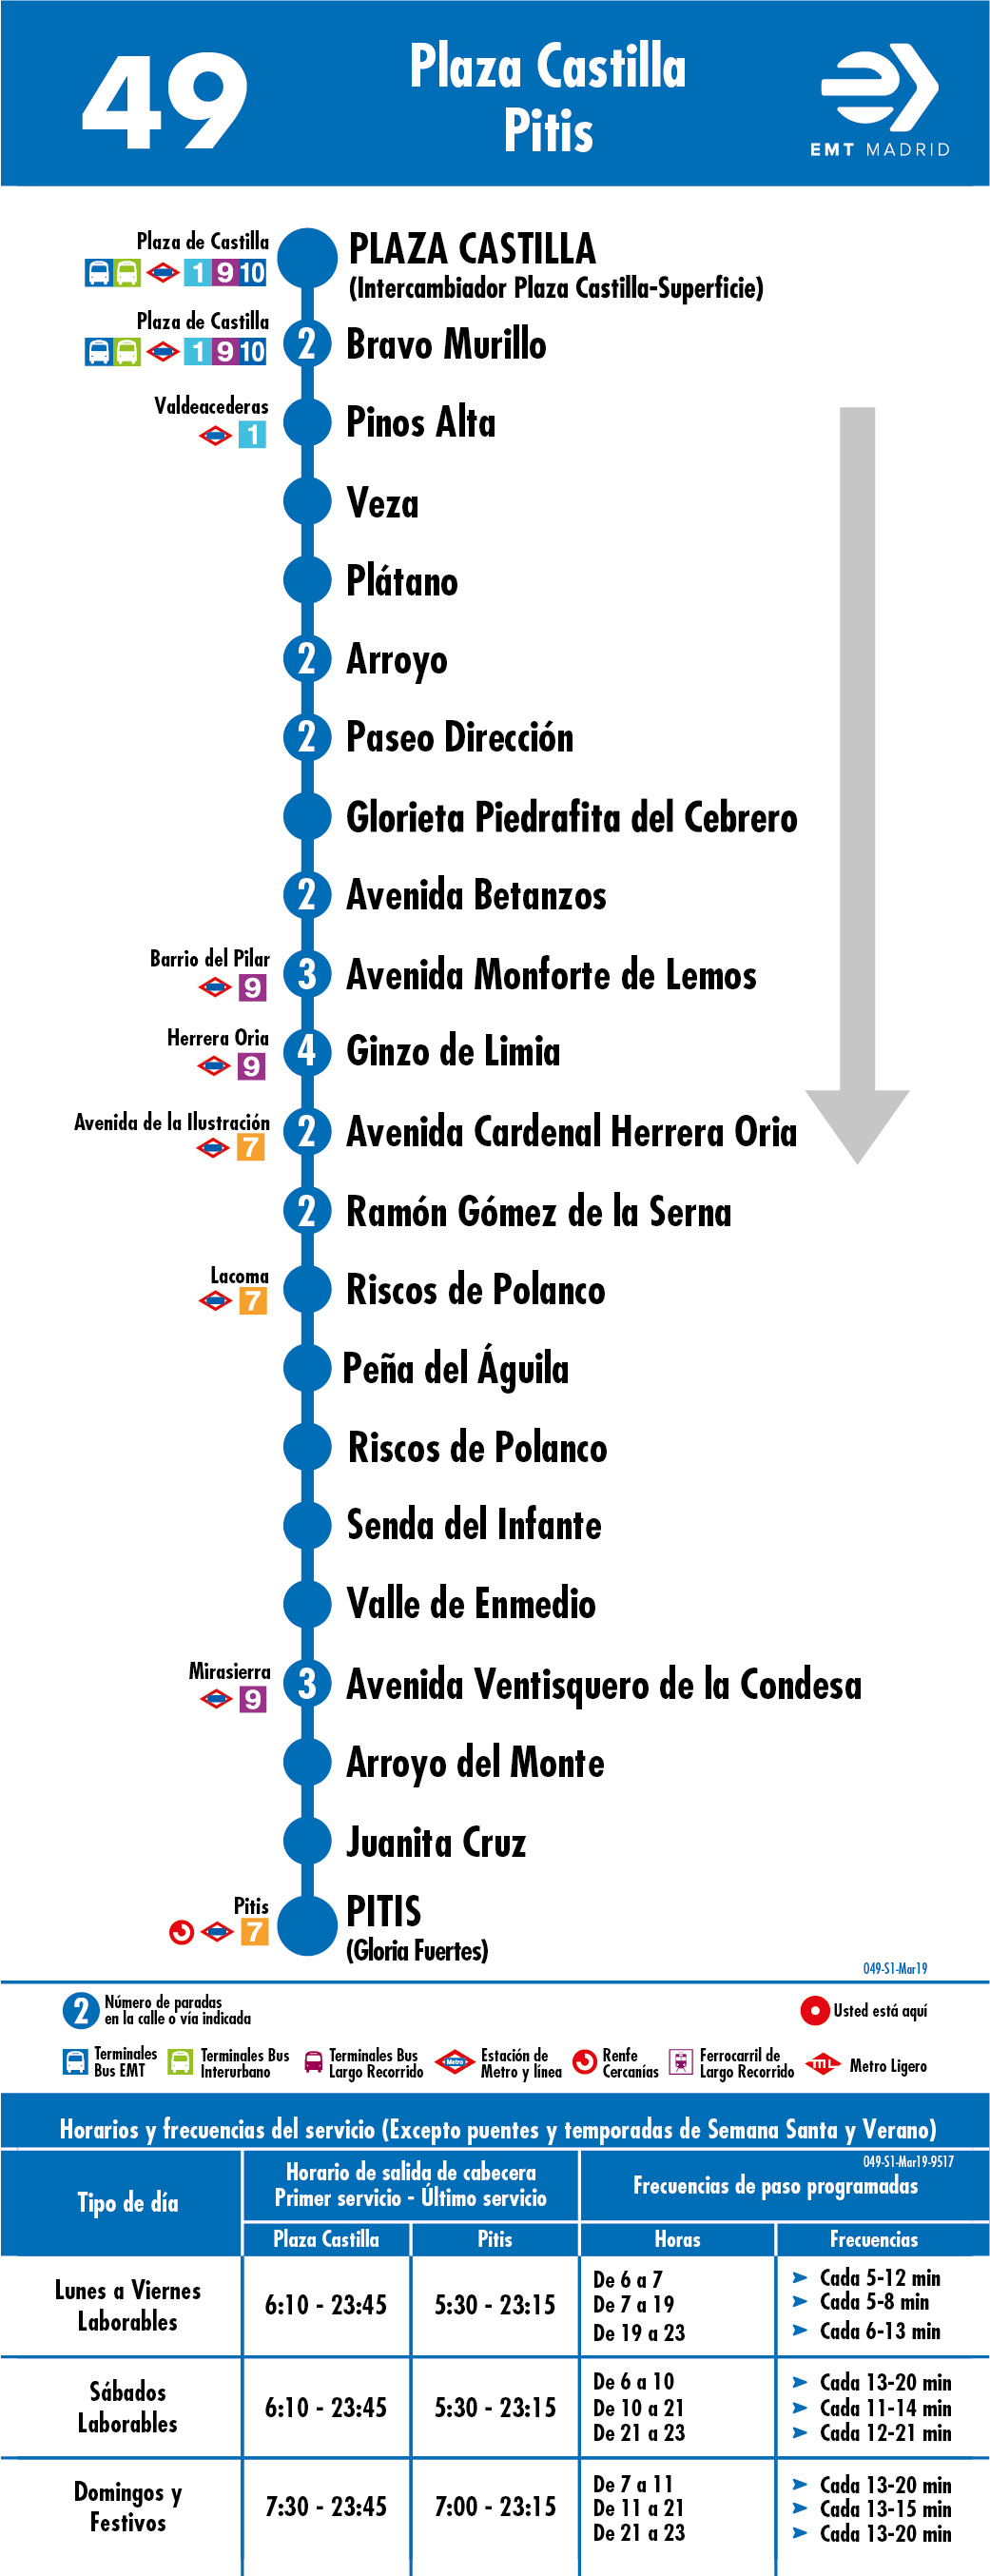 49
Plaza Castilla
Pitis
EMT MADRID
Plaza de Castilla
1 9 10
PLAZA CASTILLA
(Intercambiador Plaza Castilla-Superficie)
Plaza de Castilla
1 9 10
2 Bravo Murillo
Valdeacederas
1
Pinos Alta
Veza
Plátano
2 Arroyo
2 Paseo Dirección
Glorieta Piedrafita del Cebrero
2 Avenida Betanzos
Barrio del Pilar
9
3 Avenida Monforte de Lemos
Herrera Oria
9
4 Ginzo de Limia
Avenida de la Ilustración
7
2 Avenida Cardenal Herrera Oria
2 Ramón Gómez de la Serna
Lacoma
7
Riscos de Polanco
Peña del Águila
Riscos de Polanco
Senda del Infante
Valle de Enmedio
Mirasierra
9
3 Avenida Ventisquero de la Condesa
Arroyo del Monte
Juanita Cruz
Pitis
7
PITIS
(Gloria Fuertes)
049-S1-Mar19
2 Número de paradas
en la calle o vía indicada
Usted está aquí
Terminales
Bus EMT
Terminales Bus
Interurbano
Terminales Bus
Largo Recorrido
Metro
Estación de
Metro y línea
Renfe
Cercanías
Ferrocarril de
Largo Recorrido
ML
Metro Ligero
Horarios y frecuencias del servicio (Excepto puentes y temporadas de Semana Santa y Verano)
049-S1-Mar19-9517
Tipo de día
Horario de salida de cabecera
Primer servicio - Último servicio
Frecuencias de paso programadas
Plaza Castilla Pitis Horas Frecuencias
Lunes a Viernes
Laborables
6:10 - 23:45 5:30 - 23:15
De 6 a 7 Cada 5-12 min
De 7 a 19 Cada 5-8 min
De 19 a 23 Cada 6-13 min
Sábados
Laborables
6:10 - 23:45 5:30 - 23:15
De 6 a 10 Cada 13-20 min
De 10 a 21 Cada 11-14 min
De 21 a 23 Cada 12-21 min
Domingos y
Festivos
7:30 - 23:45 7:00 - 23:15
De 7 a 11 Cada 13-20 min
De 11 a 21 Cada 13-15 min
De 21 a 23 Cada 13-20 min